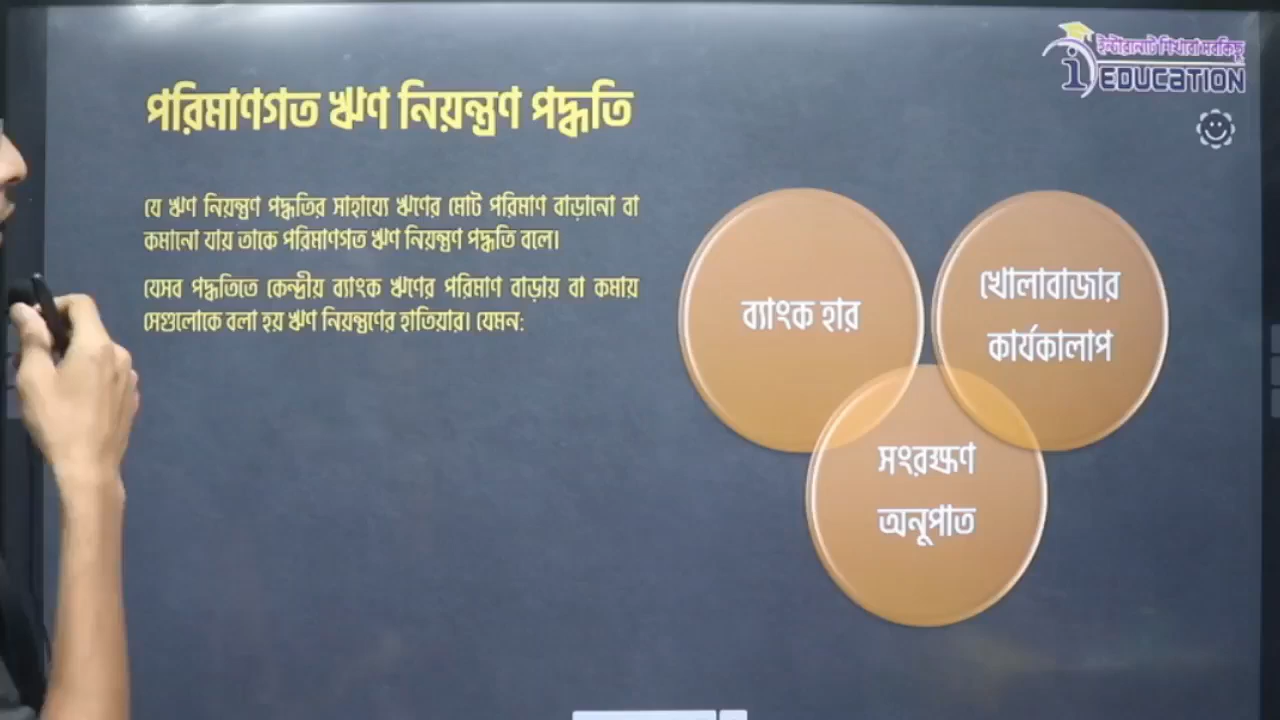 ইন্টারনেটে শিখবো সবকিছু
i EDUCATION
পরিমাণগত ঋণ নিয়ন্ত্রণ পদ্ধতি
যে ঋণ নিয়ন্ত্রণ পদ্ধতির সাহায্যে ঋণের মোট পরিমাণ বাড়ানো বা
কমানো যায় তাকে পরিমাণগত ঋণ নিয়ন্ত্রণ পদ্ধতি বলে।
যেসব পদ্ধতিতে কেন্দ্রীয় ব্যাংক ঋণের পরিমাণ বাড়ায় বা কমায়
সেগুলোকে বলা হয় ঋণ নিয়ন্ত্রণের হাতিয়ার। যেমন:
ব্যাংক হার
খোলাবাজার
কার্যকালাপ
সংরক্ষণ
অনুপাত